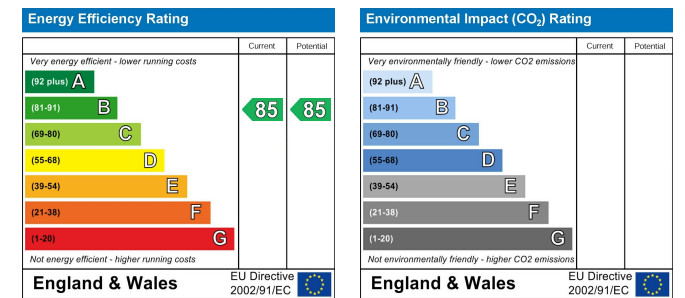 Energy Efficiency Rating
Current Potential
Very energy efficient - lower running costs
(92 plus) A
(81-91) B
85 85
(69-80) C
(55-68) D
(39-54) E
(21-38) F
(1-20) G
Not energy efficient - higher running costs
England & Wales
EU Directive
2002/91/EC
Environmental Impact (CO₂) Rating
Current Potential
Very environmentally friendly - lower CO2 emissions
(92 plus) A
(81-91) B
(69-80) C
(55-68) D
(39-54) E
(21-38) F
(1-20) G
Not environmentally friendly - higher CO2 emissions
England & Wales
EU Directive
2002/91/EC